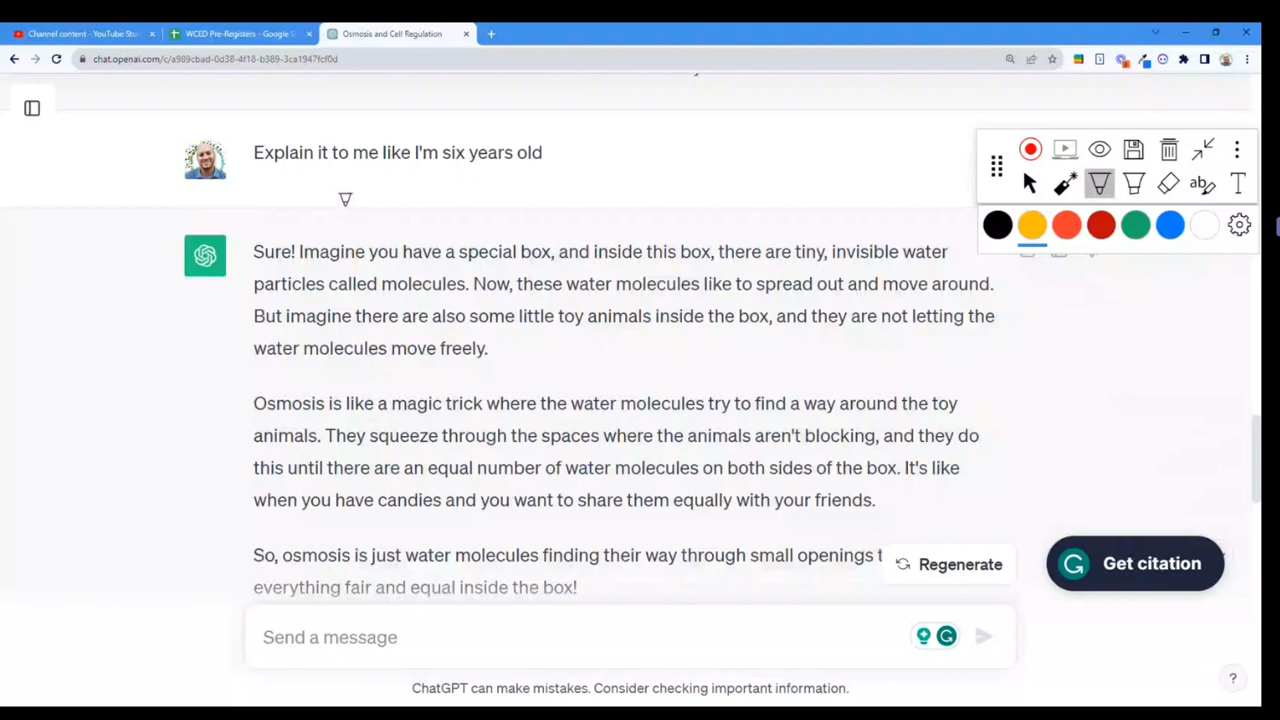 Channel content - YouTube Stu
WCED Pre-Registers - Google S
Osmosis and Cell Regulation
chat.openai.com/c/a989cbad-0d38-4f18-b389-3ca1947fcf0d
Explain it to me like I'm six years old
Sure! Imagine you have a special box, and inside this box, there are tiny, invisible water
particles called molecules. Now, these water molecules like to spread out and move around.
But imagine there are also some little toy animals inside the box, and they are not letting the
water molecules move freely.
Osmosis is like a magic trick where the water molecules try to find a way around the toy
animals. They squeeze through the spaces where the animals aren't blocking, and they do
this until there are an equal number of water molecules on both sides of the box. It's like
when you have candies and you want to share them equally with your friends.
So, osmosis is just water molecules finding their way through small openings t
everything fair and equal inside the box!
Regenerate
Get citation
Send a message
ChatGPT can make mistakes. Consider checking important information.
?
ab
T